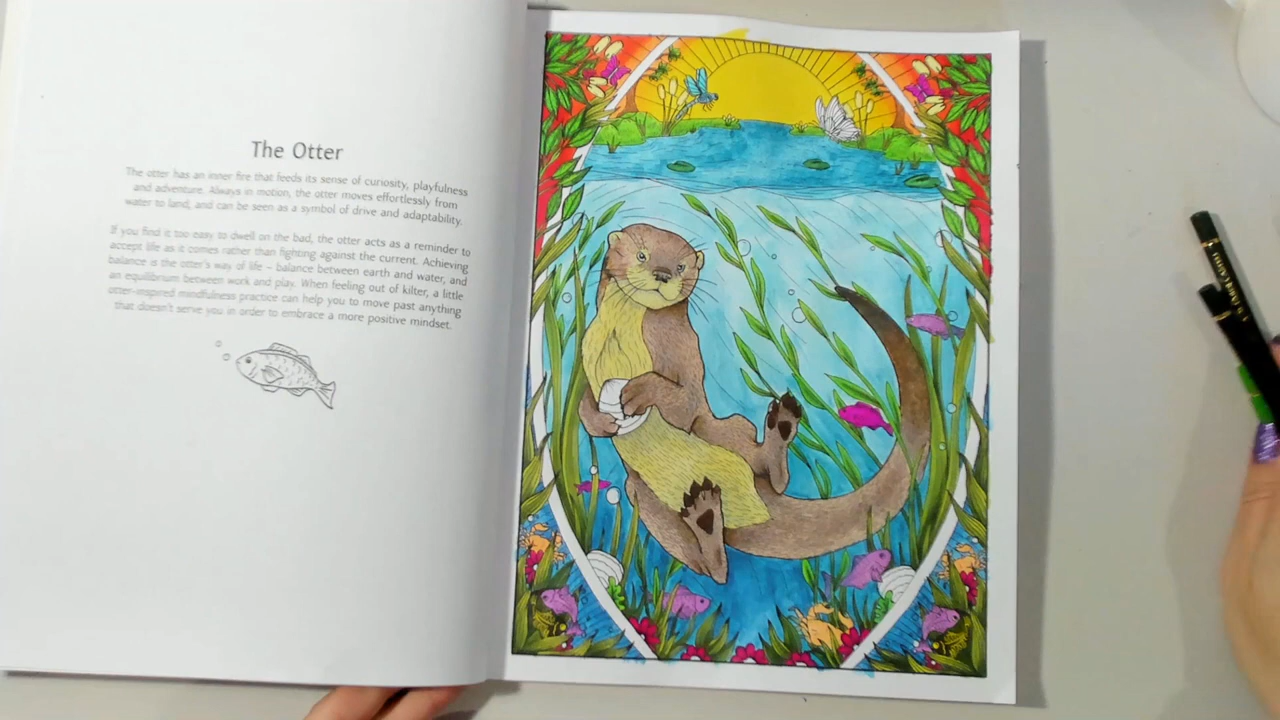 The Otter
The otter has an inner fire that feeds its sense of curiosity, playfulness
and adventure. Always in motion, the otter moves effortlessly from
water to land, and can be seen as a symbol of drive and adaptability.
If you find it too easy to dwell on the bad, the otter acts as a reminder to
accept life as it comes rather than fighting against the current. Achieving
balance is the otter's way of life – balance between earth and water, and
an equilibrium between work and play. When feeling out of kilter, a little
otter-inspired mindfulness practice can help you to move past anything
that doesn't serve you in order to embrace a more positive mindset.